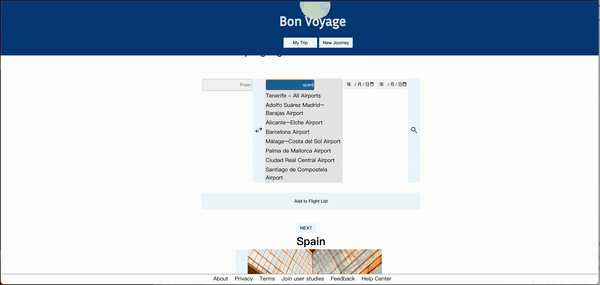 Bon Voyage
My Trip
New Journey
From
年 /月/日
年 /月/日
Tenerife - All Airports
Adolfo Suárez Madrid–
Barajas Airport
Alicante–Elche Airport
Barcelona Airport
Málaga–Costa del Sol Airport
Palma de Mallorca Airport
Ciudad Real Central Airport
Santiago de Compostela
Airport
Add to Flight List
NEXT
Spain
About Privacy Terms Join user studies Feedback Help Center